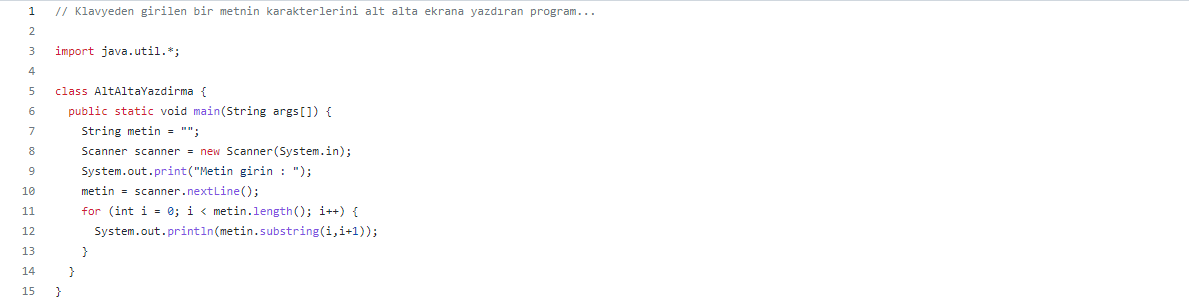 1 // Klavyeden girilen bir metnin karakterlerini alt alta ekrana yazdıran program...
2
3 import java.util.*;
4
5 class AltAltaYazdirma {
6   public static void main(String args[]) {
7     String metin = "";
8     Scanner scanner = new Scanner(System.in);
9     System.out.print("Metin girin : ");
10     metin = scanner.nextLine();
11     for (int i = 0; i < metin.length(); i++) {
12       System.out.println(metin.substring(i,i+1));
13     }
14   }
15 }